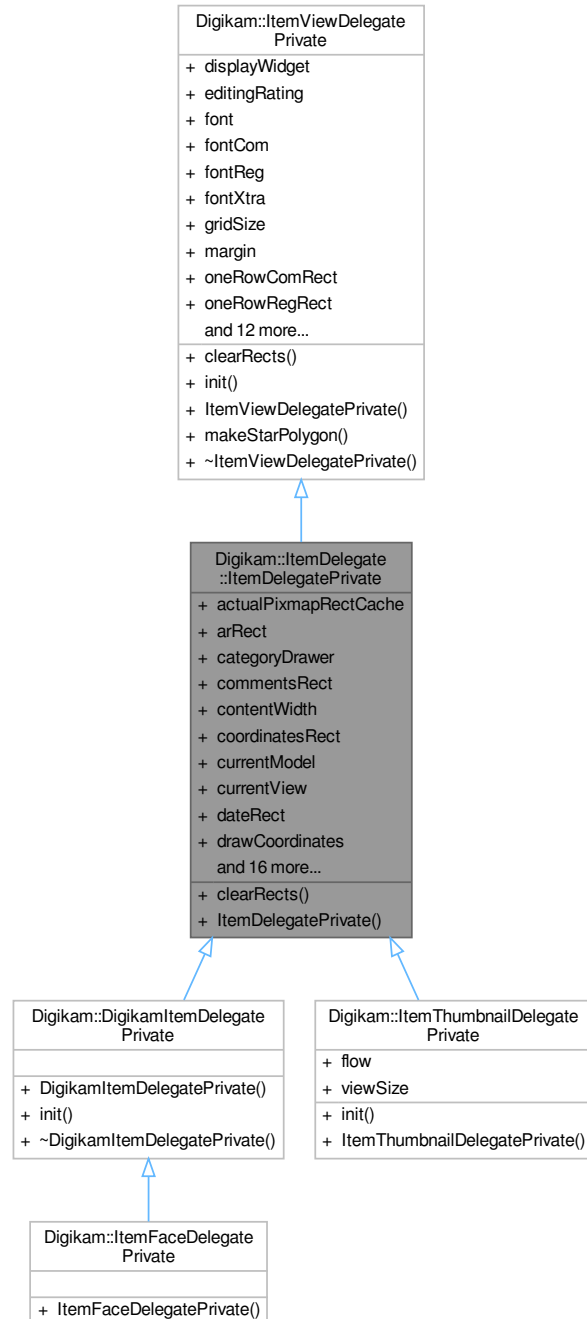 Digikam::ItemViewDelegate
Private
+ displayWidget
+ editingRating
+ font
+ fontCom
+ fontReg
+ fontXtra
+ gridSize
+ margin
+ oneRowComRect
+ oneRowRegRect
and 12 more...
+ clearRects()
+ init()
+ ItemViewDelegatePrivate()
+ makeStarPolygon()
+ ~ItemViewDelegatePrivate()
Digikam::ItemDelegate
::ItemDelegatePrivate
+ actualPixmapRectCache
+ arRect
+ categoryDrawer
+ commentsRect
+ contentWidth
+ coordinatesRect
+ currentModel
+ currentView
+ dateRect
+ drawCoordinates
and 16 more...
+ clearRects()
+ ItemDelegatePrivate()
Digikam::DigikamItemDelegate
Private
+ DigikamItemDelegatePrivate()
+ init()
+ ~DigikamItemDelegatePrivate()
Digikam::ItemThumbnailDelegate
Private
+ flow
+ viewSize
+ init()
+ ItemThumbnailDelegatePrivate()
Digikam::ItemFaceDelegate
Private
+ ItemFaceDelegatePrivate()